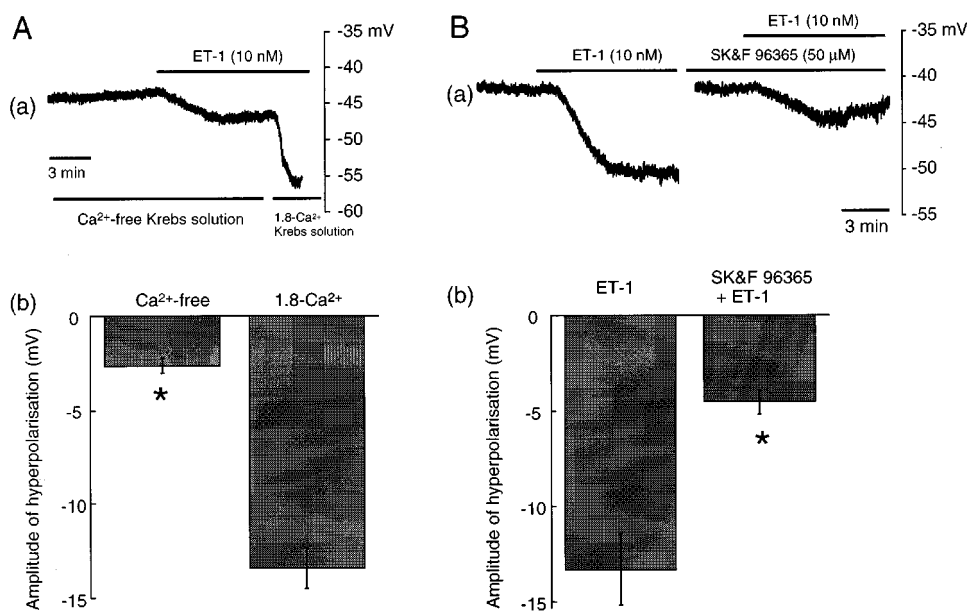 A
ET-1 (10 nM)
(a)
3 min
Ca²⁺-free Krebs solution
1.8-Ca²⁺
Krebs solution
-35 mV
-40
-45
-50
-55
-60
B
ET-1 (10 nM)
ET-1 (10 nM)
SK&F 96365 (50 µM)
(a)
3 min
-35 mV
-40
-45
-50
-55
(b)
Ca²⁺-free
1.8-Ca²⁺
Amplitude of hyperpolarisation (mV)
0
-5
-10
-15
*
(b)
ET-1
SK&F 96365
+ ET-1
Amplitude of hyperpolarisation (mV)
0
-5
-10
-15
*